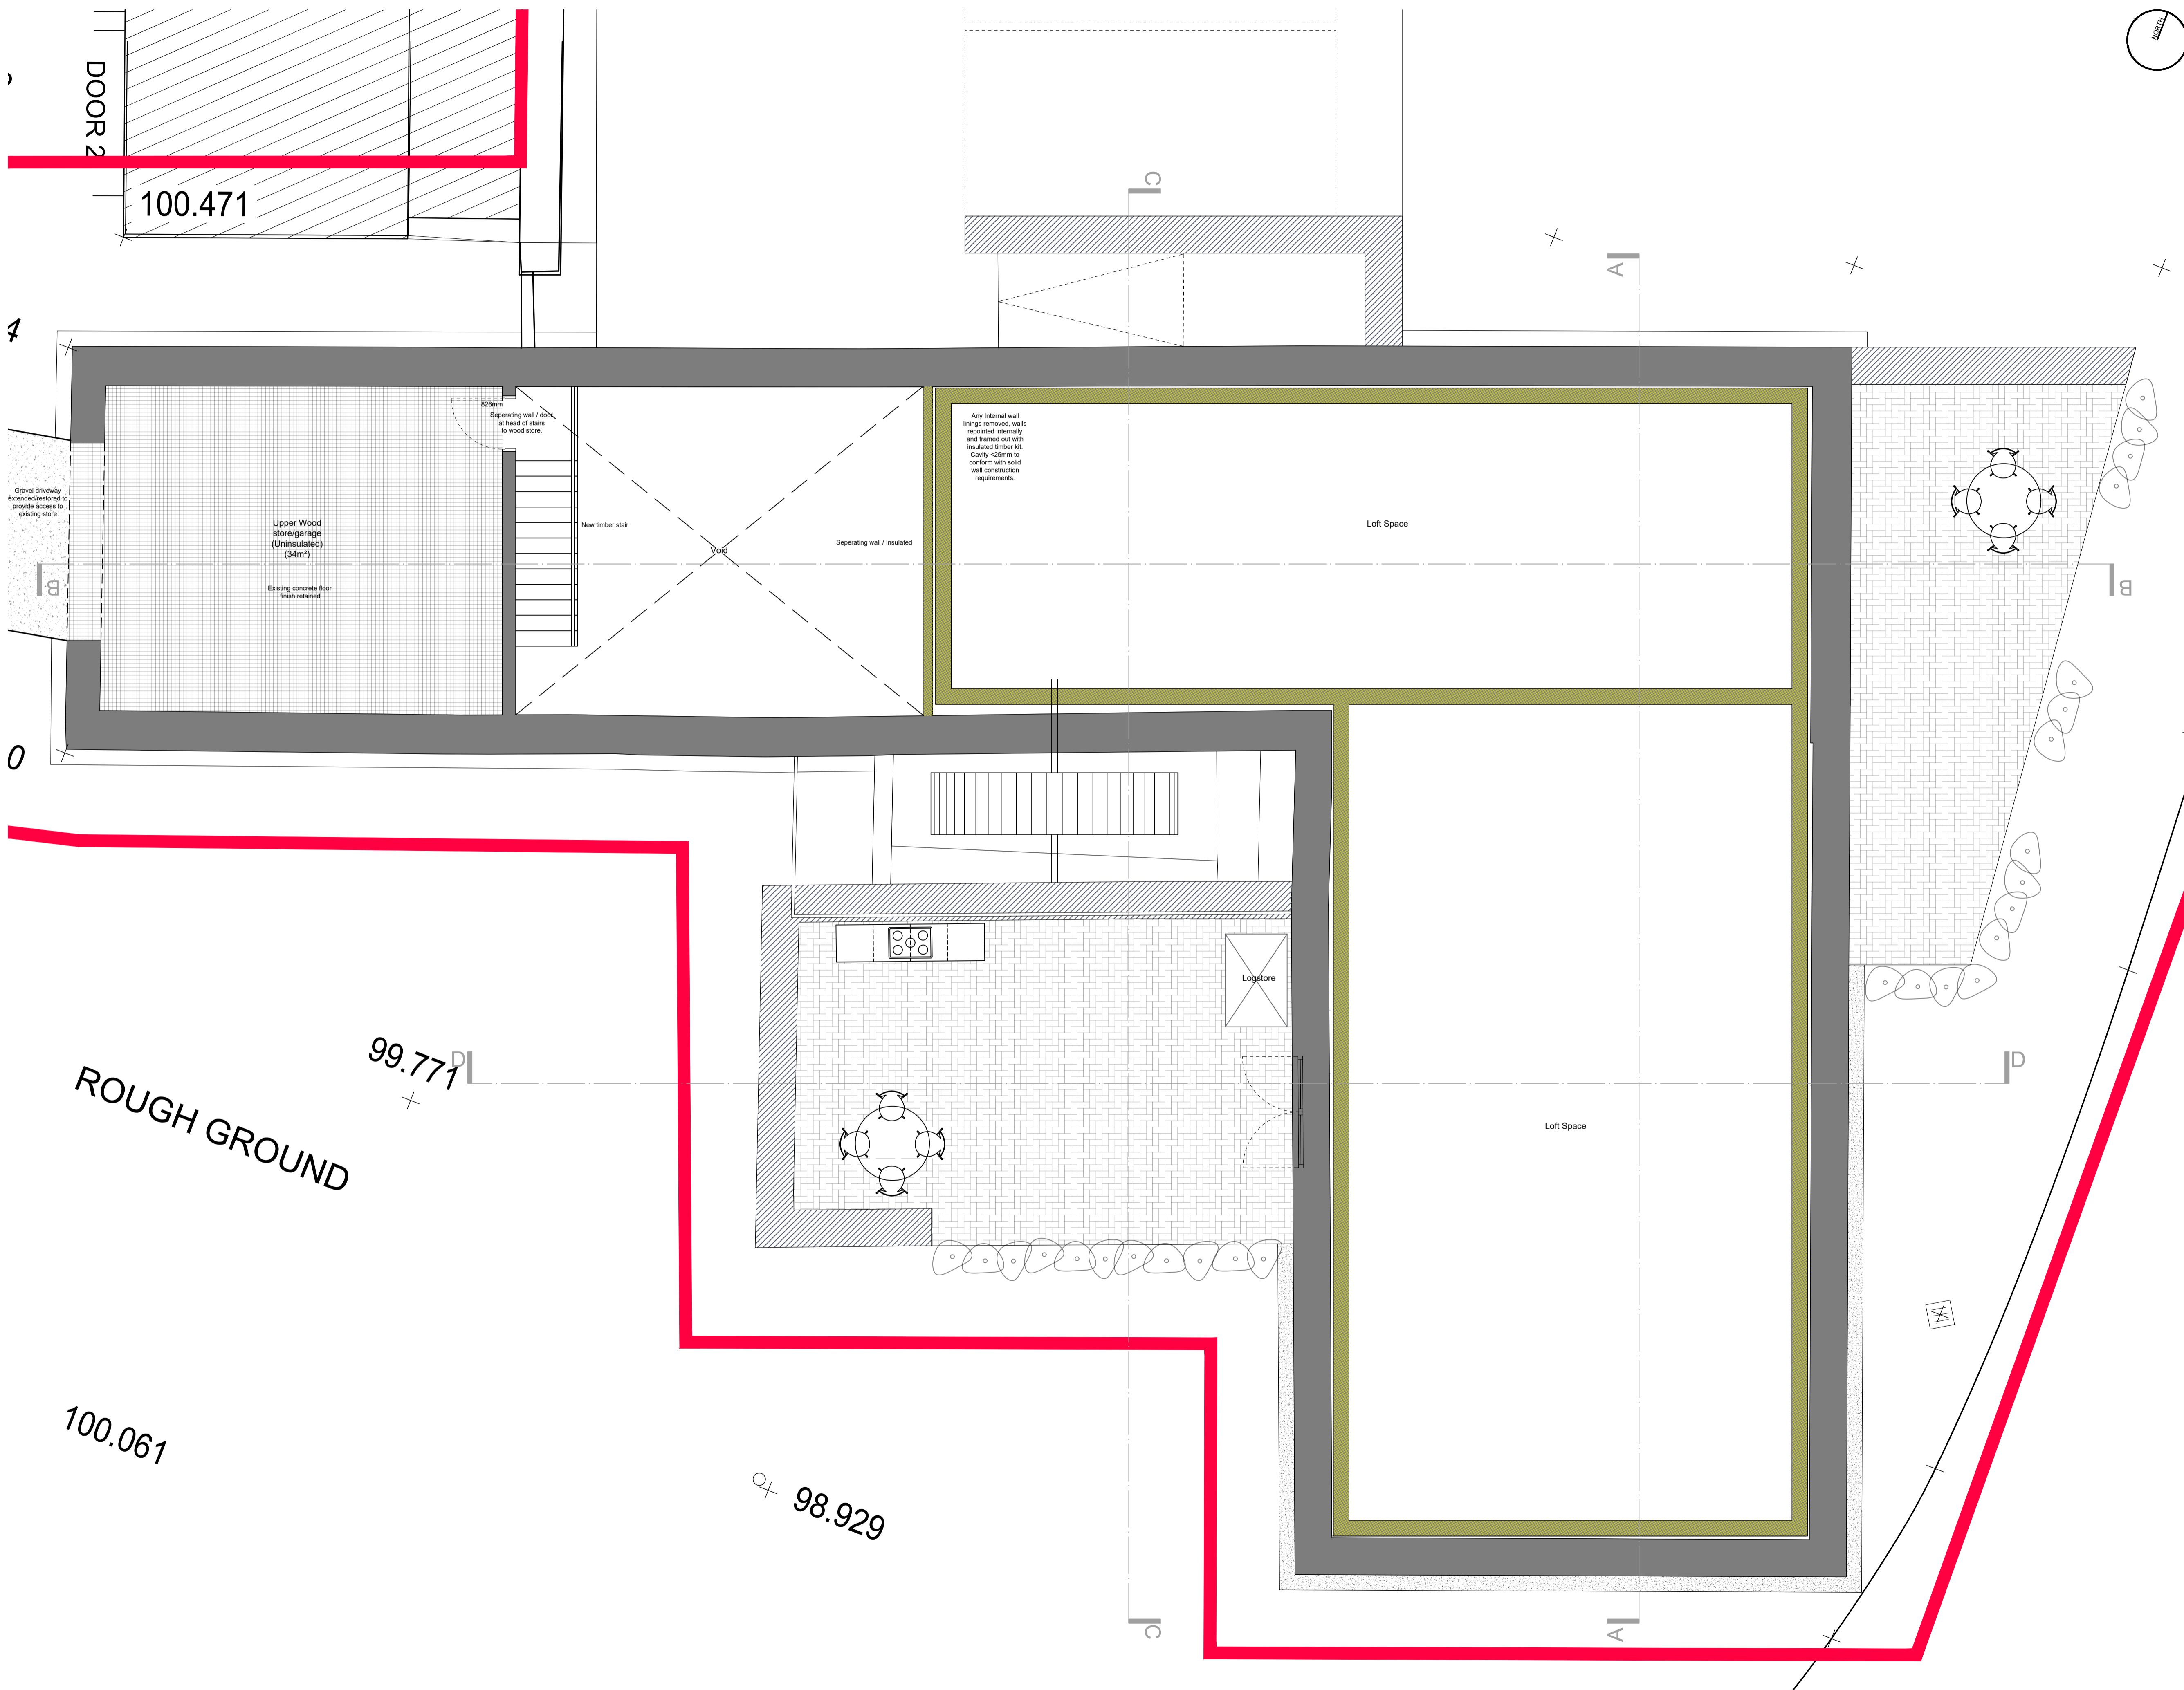 NORTH
DOOR 2
100.471
C
A
4
826mm
Seperating wall / door
at head of stairs
to wood store.
Any Internal wall
linings removed, walls
repointed internally
and framed out with
insulated timber kit.
Cavity <25mm to
conform with solid
wall construction
requirements.
Gravel driveway
extended/restored to
provide access to
existing store.
Upper Wood
store/garage
(Uninsulated)
(34m²)
New timber stair
Void
Seperating wall / Insulated
Loft Space
B
Existing concrete floor
finish retained
B
0
Logstore
99.771
D
D
ROUGH GROUND
Loft Space
100.061
98.929
C
A